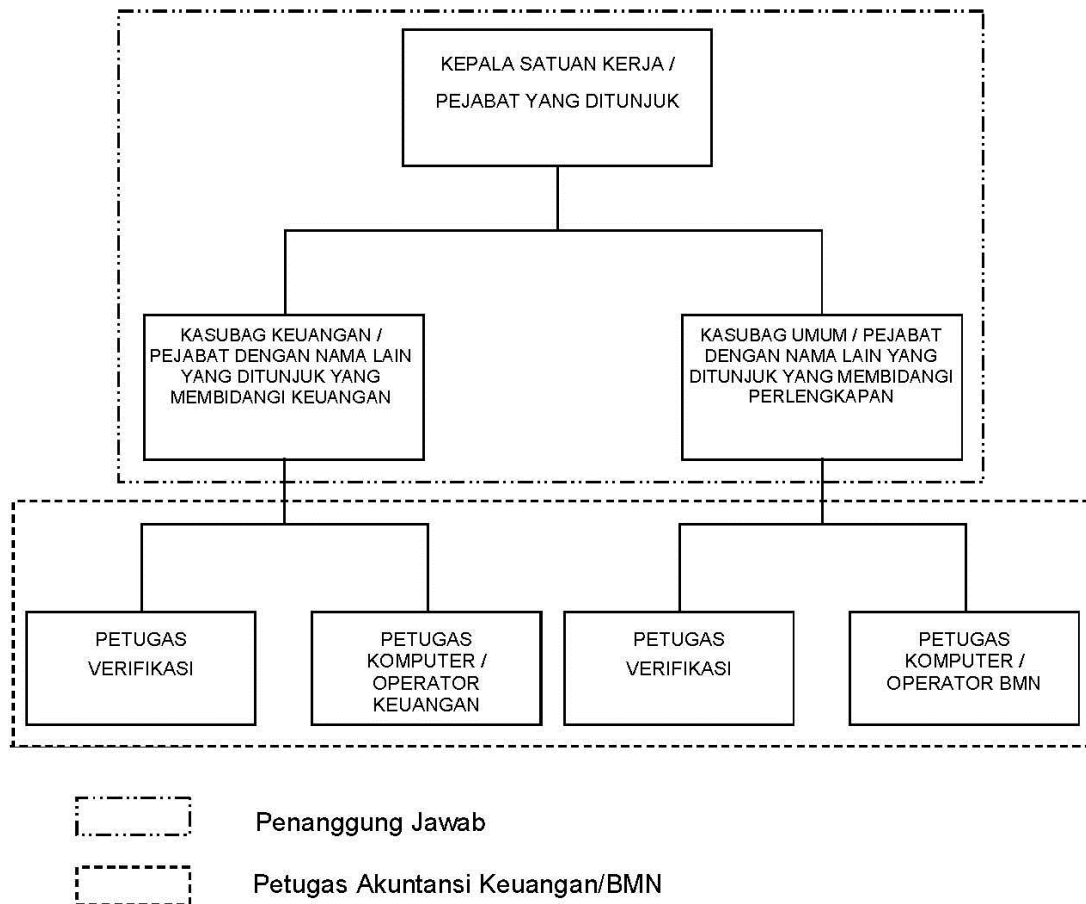 KEPALA SATUAN KERJA /
PEJABAT YANG DITUNJUK
KASUBAG KEUANGAN /
PEJABAT DENGAN NAMA LAIN
YANG DITUNJUK YANG
MEMBIDANGI KEUANGAN
KASUBAG UMUM / PEJABAT
DENGAN NAMA LAIN YANG
DITUNJUK YANG MEMBIDANGI
PERLENGKAPAN
PETUGAS
VERIFIKASI
PETUGAS
KOMPUTER /
OPERATOR
KEUANGAN
PETUGAS
VERIFIKASI
PETUGAS
KOMPUTER /
OPERATOR BMN
Penanggung Jawab
Petugas Akuntansi Keuangan/BMN